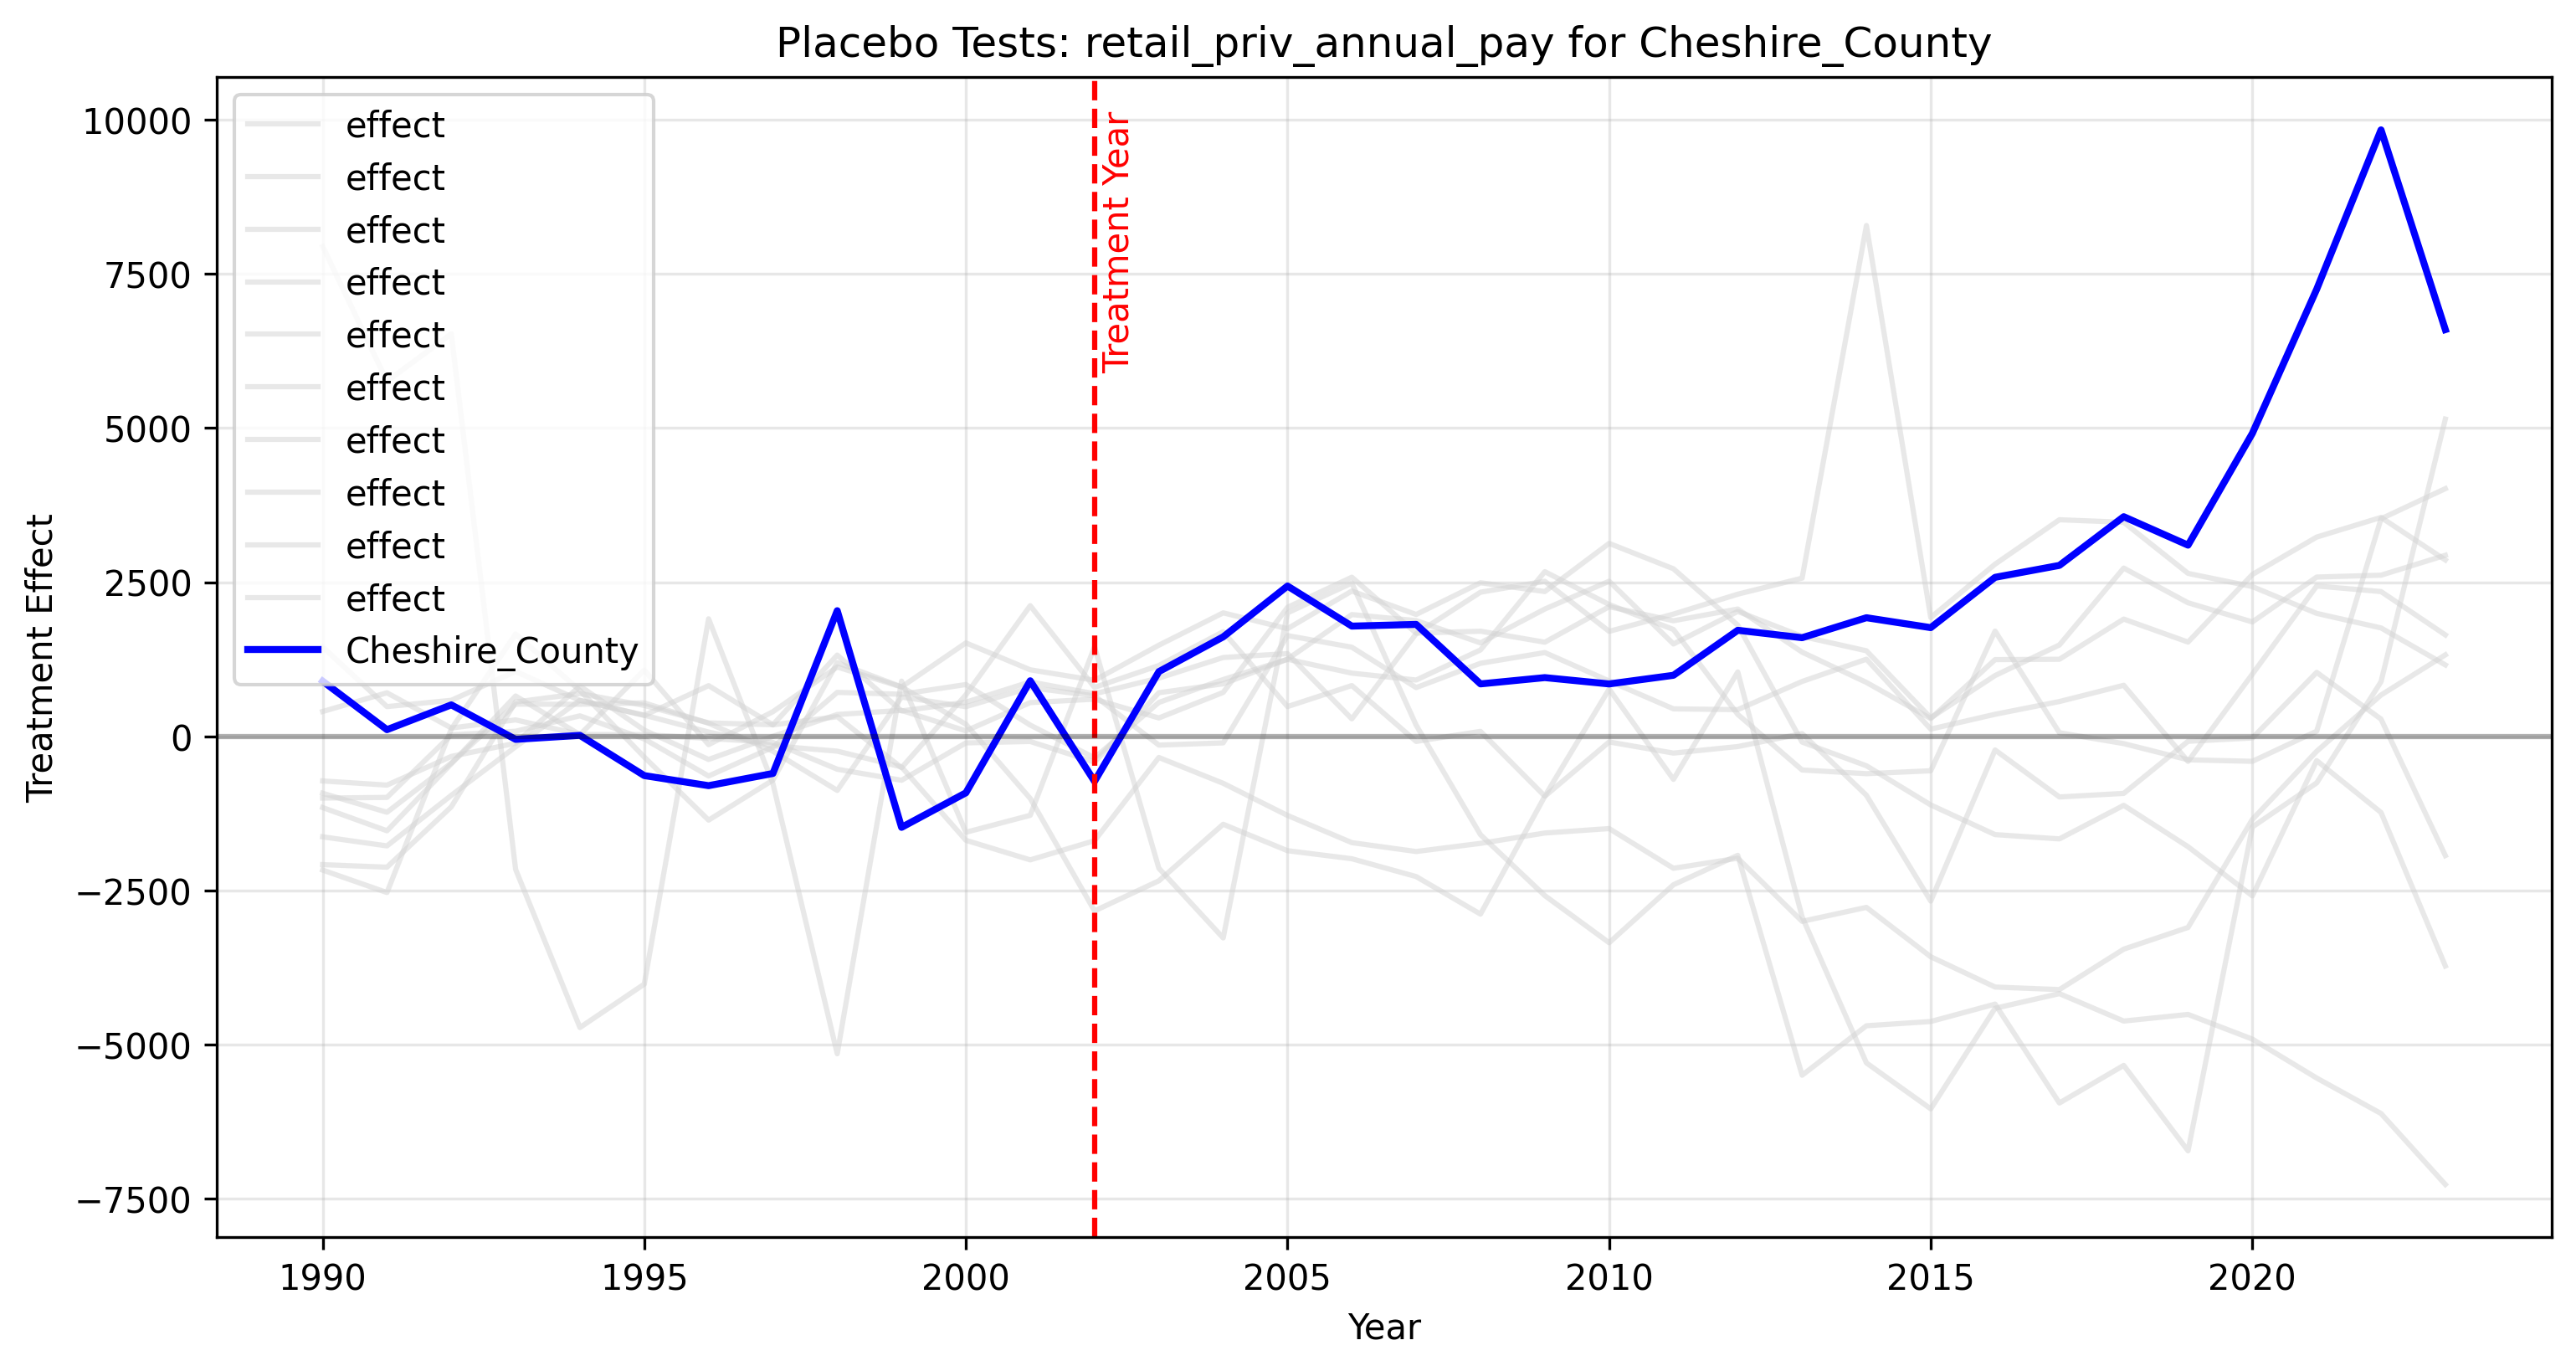 Placebo Tests: retail_priv_annual_pay for Cheshire_County
Treatment Effect
10000
7500
5000
2500
0
−2500
−5000
−7500
effect
effect
effect
effect
effect
effect
effect
effect
effect
effect
Cheshire_County
Treatment Year
1990
1995
2000
2005
2010
2015
2020
Year